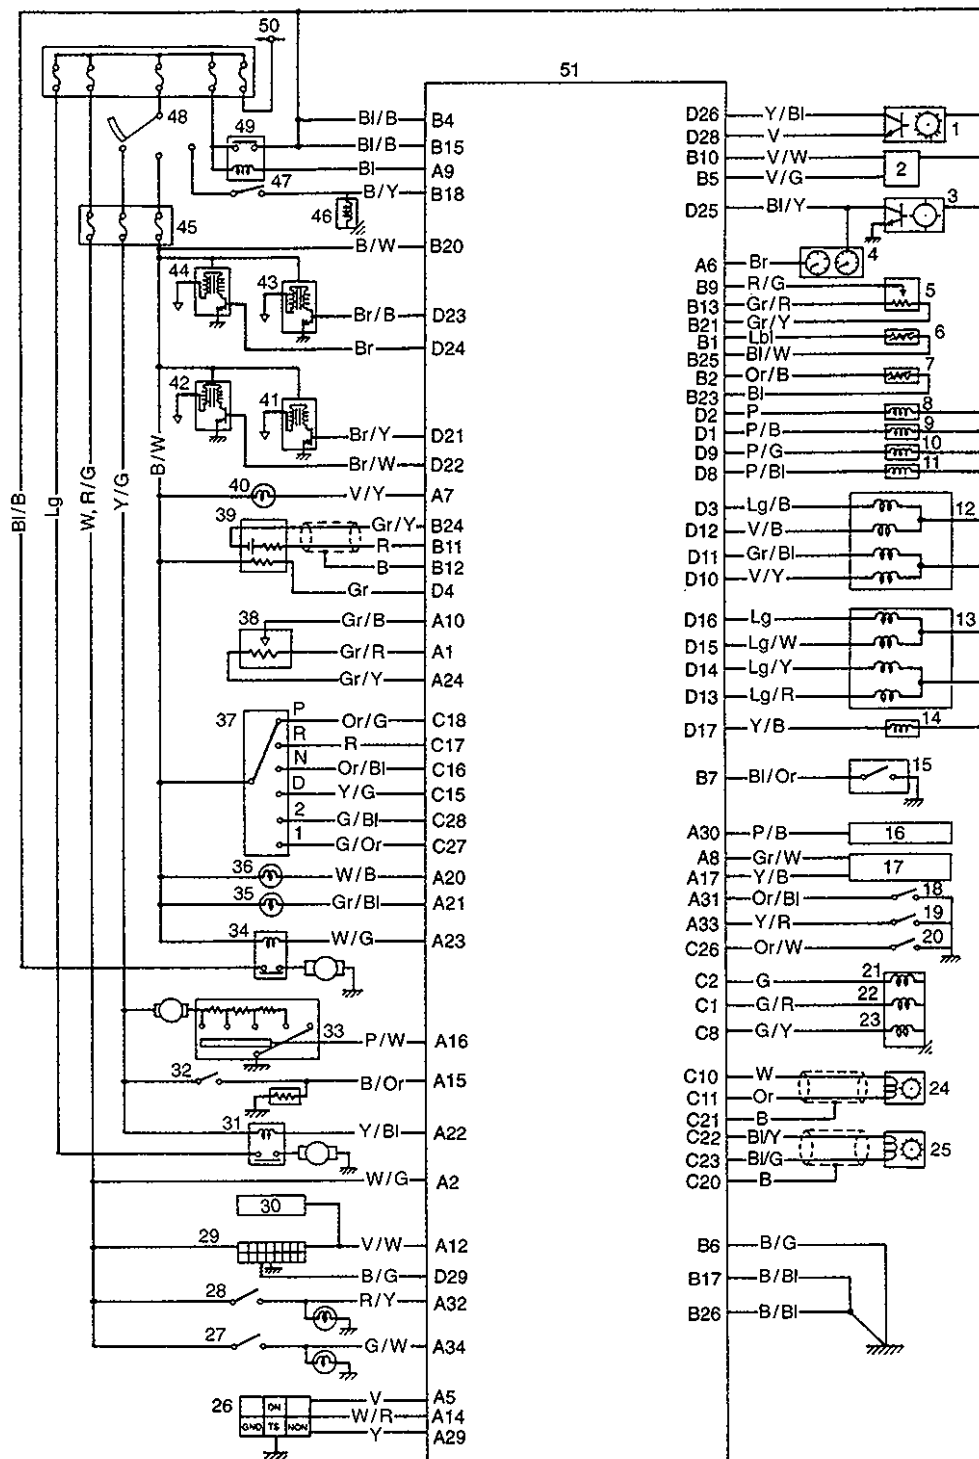 50
51
48
49
Bl/B B4
Bl/B B15
Bl A9
47
B/Y B18
46
45
B/W B20
44
43
Br/B D23
Br D24
42
41
Br/Y D21
Br/W D22
Bl/B
Lg
W, R/G
Y/G
B/W
40 V/Y A7
39
Gr/Y B24
R B11
B B12
Gr D4
38 Gr/B A10
Gr/R A1
Gr/Y A24
37 P Or/G C18
R R C17
N Or/Bl C16
D Y/G C15
2 G/Bl C28
1 G/Or C27
36 W/B A20
35 Gr/Bl A21
34 W/G A23
33 P/W A16
32 B/Or A15
31 Y/Bl A22
W/G A2
30
29 V/W A12
B/G D29
28 R/Y A32
27 G/W A34
26 DN
GND TS NON
V A5
W/R A14
Y A29
D26 Y/Bl 1
D28 V
B10 V/W 2
B5 V/G
D25 Bl/Y 3
4
A6 Br
B9 R/G 5
B13 Gr/R
B21 Gr/Y
B1 Lbl 6
B25 Bl/W
B2 Or/B 7
B23 Bl
D2 P 8
D1 P/B 9
D9 P/G 10
D8 P/Bl 11
D3 Lg/B 12
D12 V/B
D11 Gr/Bl
D10 V/Y
D16 Lg 13
D15 Lg/W
D14 Lg/Y
D13 Lg/R
D17 Y/B 14
B7 Bl/Or 15
A30 P/B 16
A8 Gr/W 17
A17 Y/B
A31 Or/Bl 18
A33 Y/R 19
C26 Or/W 20
C2 G 21
C1 G/R 22
C8 G/Y 23
C10 W 24
C11 Or
C21 B
C22 Bl/Y 25
C23 Bl/G
C20 B
B6 B/G
B17 B/Bl
B26 B/Bl